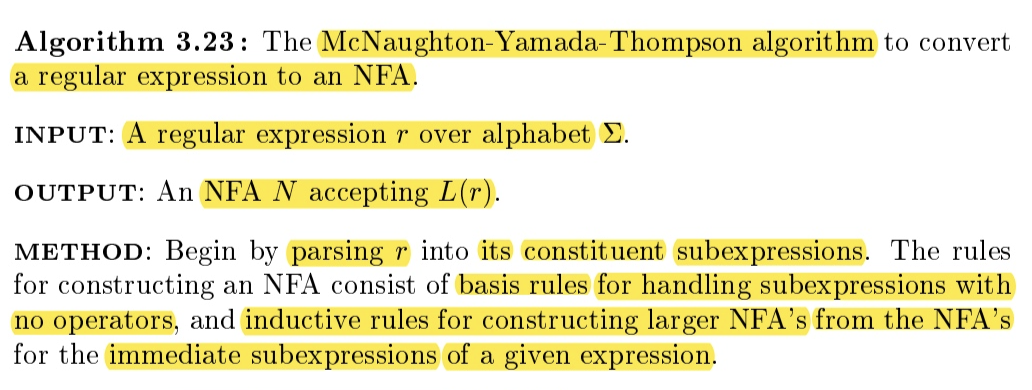 Algorithm 3.23: The McNaughton-Yamada-Thompson algorithm to convert
a regular expression to an NFA.
INPUT: A regular expression r over alphabet Σ.
OUTPUT: An NFA N accepting L(r).
METHOD: Begin by parsing r into its constituent subexpressions. The rules
for constructing an NFA consist of basis rules for handling subexpressions with
no operators, and inductive rules for constructing larger NFA's from the NFA's
for the immediate subexpressions of a given expression.